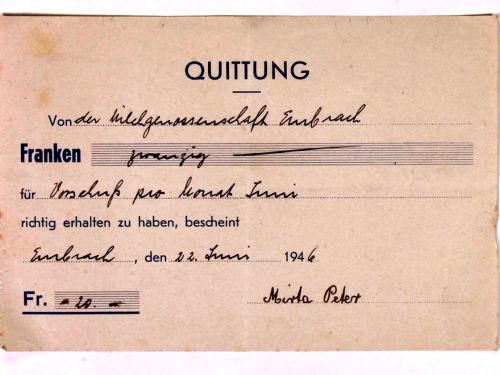 QUITTUNG
Von der Milchgenossenschaft Embrach
Franken zwanzig
für Vorschuß pro Monat Juni
richtig erhalten zu haben, bescheint
Embrach, den 22. Juni 1946
Fr. -20.- Mirta Peter